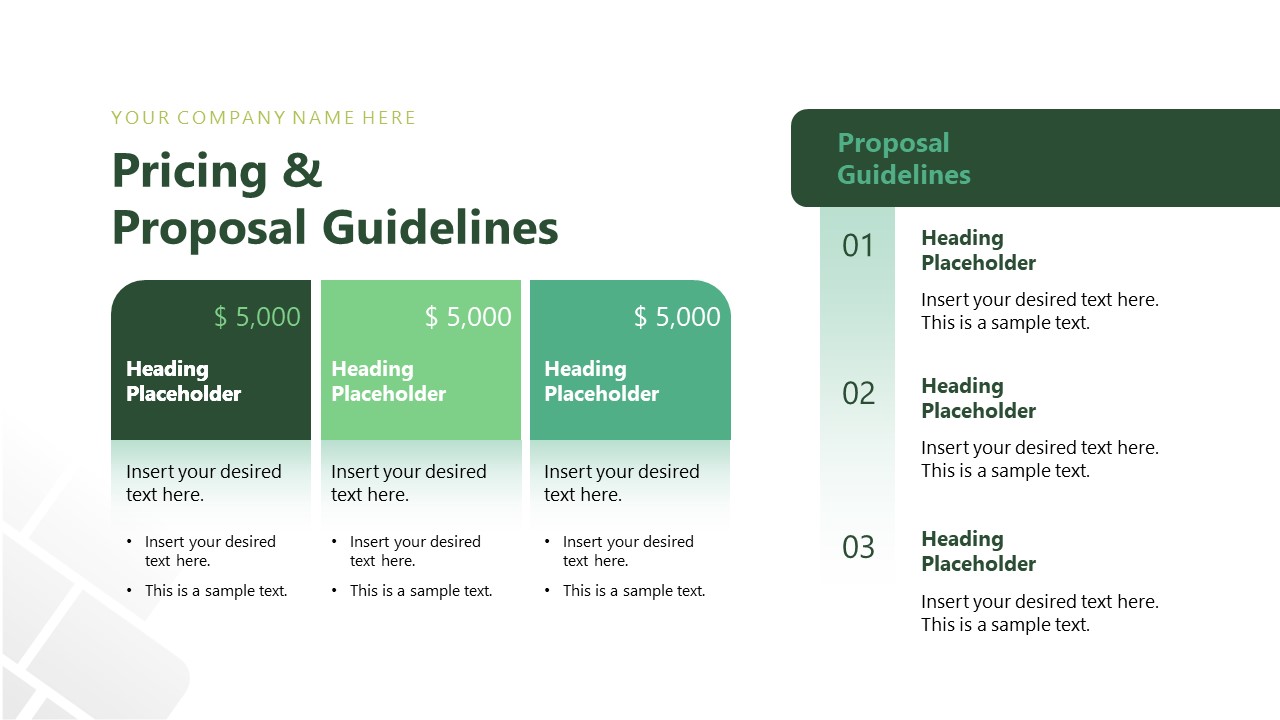 YOUR COMPANY NAME HERE
Pricing &
Proposal Guidelines
$ 5,000
Heading
Placeholder
Insert your desired
text here.
• Insert your desired
text here.
• This is a sample text.
$ 5,000
Heading
Placeholder
Insert your desired
text here.
• Insert your desired
text here.
• This is a sample text.
$ 5,000
Heading
Placeholder
Insert your desired
text here.
• Insert your desired
text here.
• This is a sample text.
Proposal
Guidelines
01
Heading
Placeholder
Insert your desired text here.
This is a sample text.
02
Heading
Placeholder
Insert your desired text here.
This is a sample text.
03
Heading
Placeholder
Insert your desired text here.
This is a sample text.